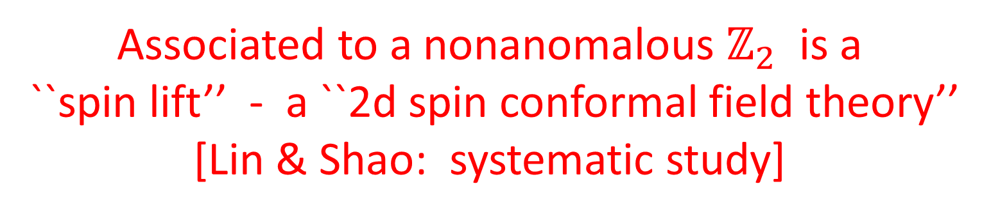 Associated to a nonanomalous ℤ₂ is a
``spin lift’’ - a ``2d spin conformal field theory’’
[Lin & Shao: systematic study]